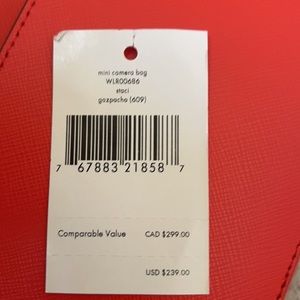 mini camera bag
WLR00686
staci
gazpacho (609)
7 67883 21858 7
Comparable Value CAD $299.00
USD $239.00